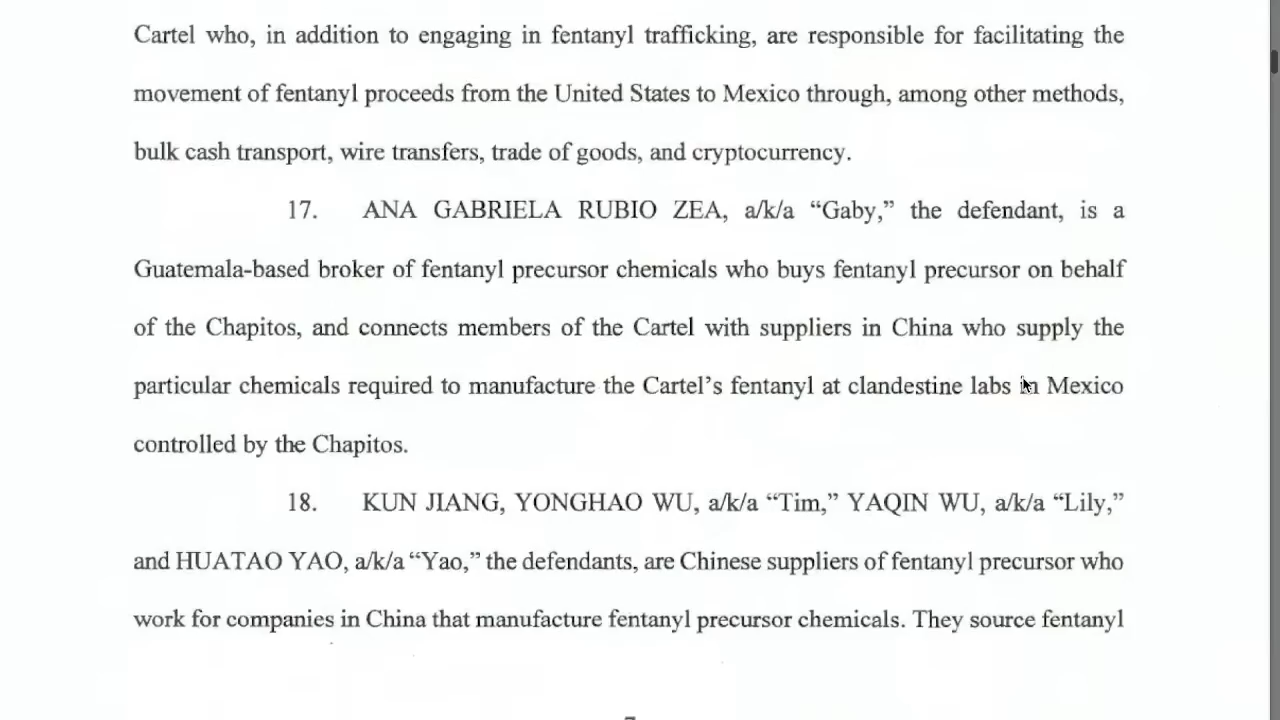 Cartel who, in addition to engaging in fentanyl trafficking, are responsible for facilitating the
movement of fentanyl proceeds from the United States to Mexico through, among other methods,
bulk cash transport, wire transfers, trade of goods, and cryptocurrency.
17. ANA GABRIELA RUBIO ZEA, a/k/a “Gaby,” the defendant, is a
Guatemala-based broker of fentanyl precursor chemicals who buys fentanyl precursor on behalf
of the Chapitos, and connects members of the Cartel with suppliers in China who supply the
particular chemicals required to manufacture the Cartel’s fentanyl at clandestine labs in Mexico
controlled by the Chapitos.
18. KUN JIANG, YONGHAO WU, a/k/a “Tim,” YAQIN WU, a/k/a “Lily,”
and HUATAO YAO, a/k/a “Yao,” the defendants, are Chinese suppliers of fentanyl precursor who
work for companies in China that manufacture fentanyl precursor chemicals. They source fentanyl